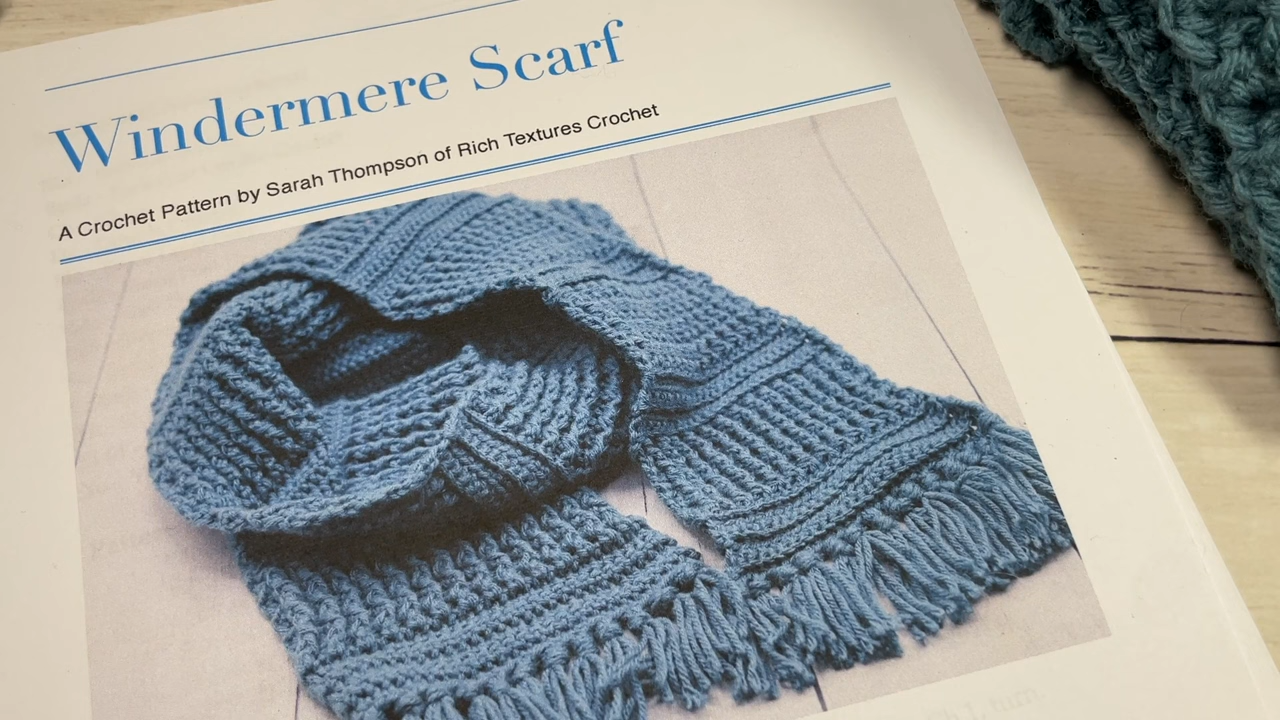 Windermere Scarf
A Crochet Pattern by Sarah Thompson of Rich Textures Crochet